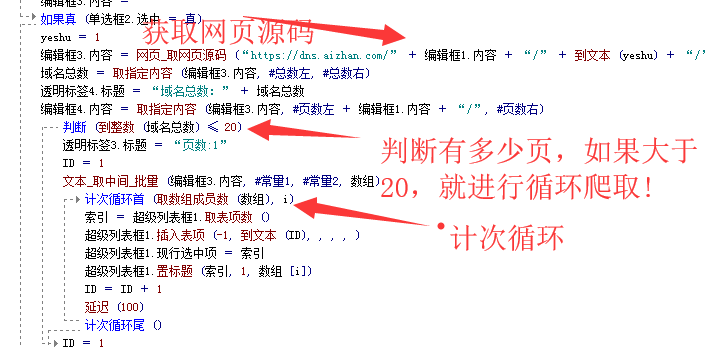 编辑框3.内容 =
如果真 (单选框2.选中 = 真)
获取网页源码
yeshu = 1
编辑框3.内容 = 网页_取网页源码 (“https://dns.aizhan.com/” + 编辑框1.内容 + “/” + 到文本 (yeshu) + “/”
域名总数 = 取指定内容 (编辑框3.内容, #总数左, #总数右)
透明标签4.标题 = “域名总数：” + 域名总数
编辑框4.内容 = 取指定内容 (编辑框3.内容, #页数左 + 编辑框1.内容 + “/”, #页数右)
判断 (到整数 (域名总数) ≤ 20)
透明标签3.标题 = “页数:1”
判断有多少页，如果大于
20，就进行循环爬取!
ID = 1
文本_取中间_批量 (编辑框3.内容, #常量1, #常量2, 数组)
计次循环首 (取数组成员数 (数组), i)
索引 = 超级列表框1.取表项数 ()
计次循环
超级列表框1.插入表项 (-1, 到文本 (ID), , , , )
超级列表框1.现行选中项 = 索引
超级列表框1.置标题 (索引, 1, 数组 [i])
ID = ID + 1
延迟 (100)
计次循环尾 ()
ID = 1